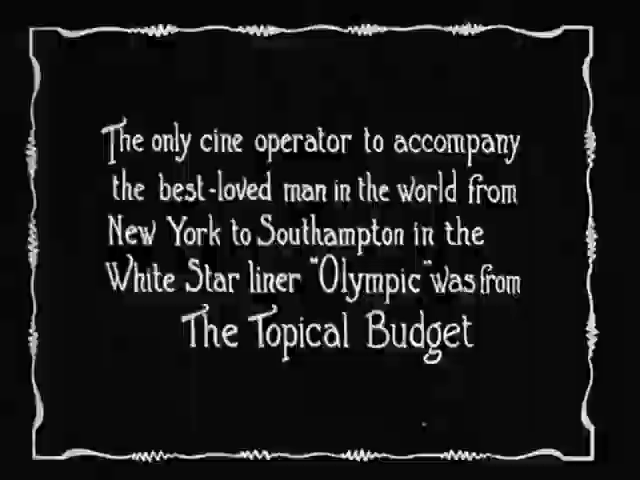 The only cine operator to accompany
the best-loved man in the world from
New York to Southampton in the
White Star liner "Olympic" was from
The Topical Budget